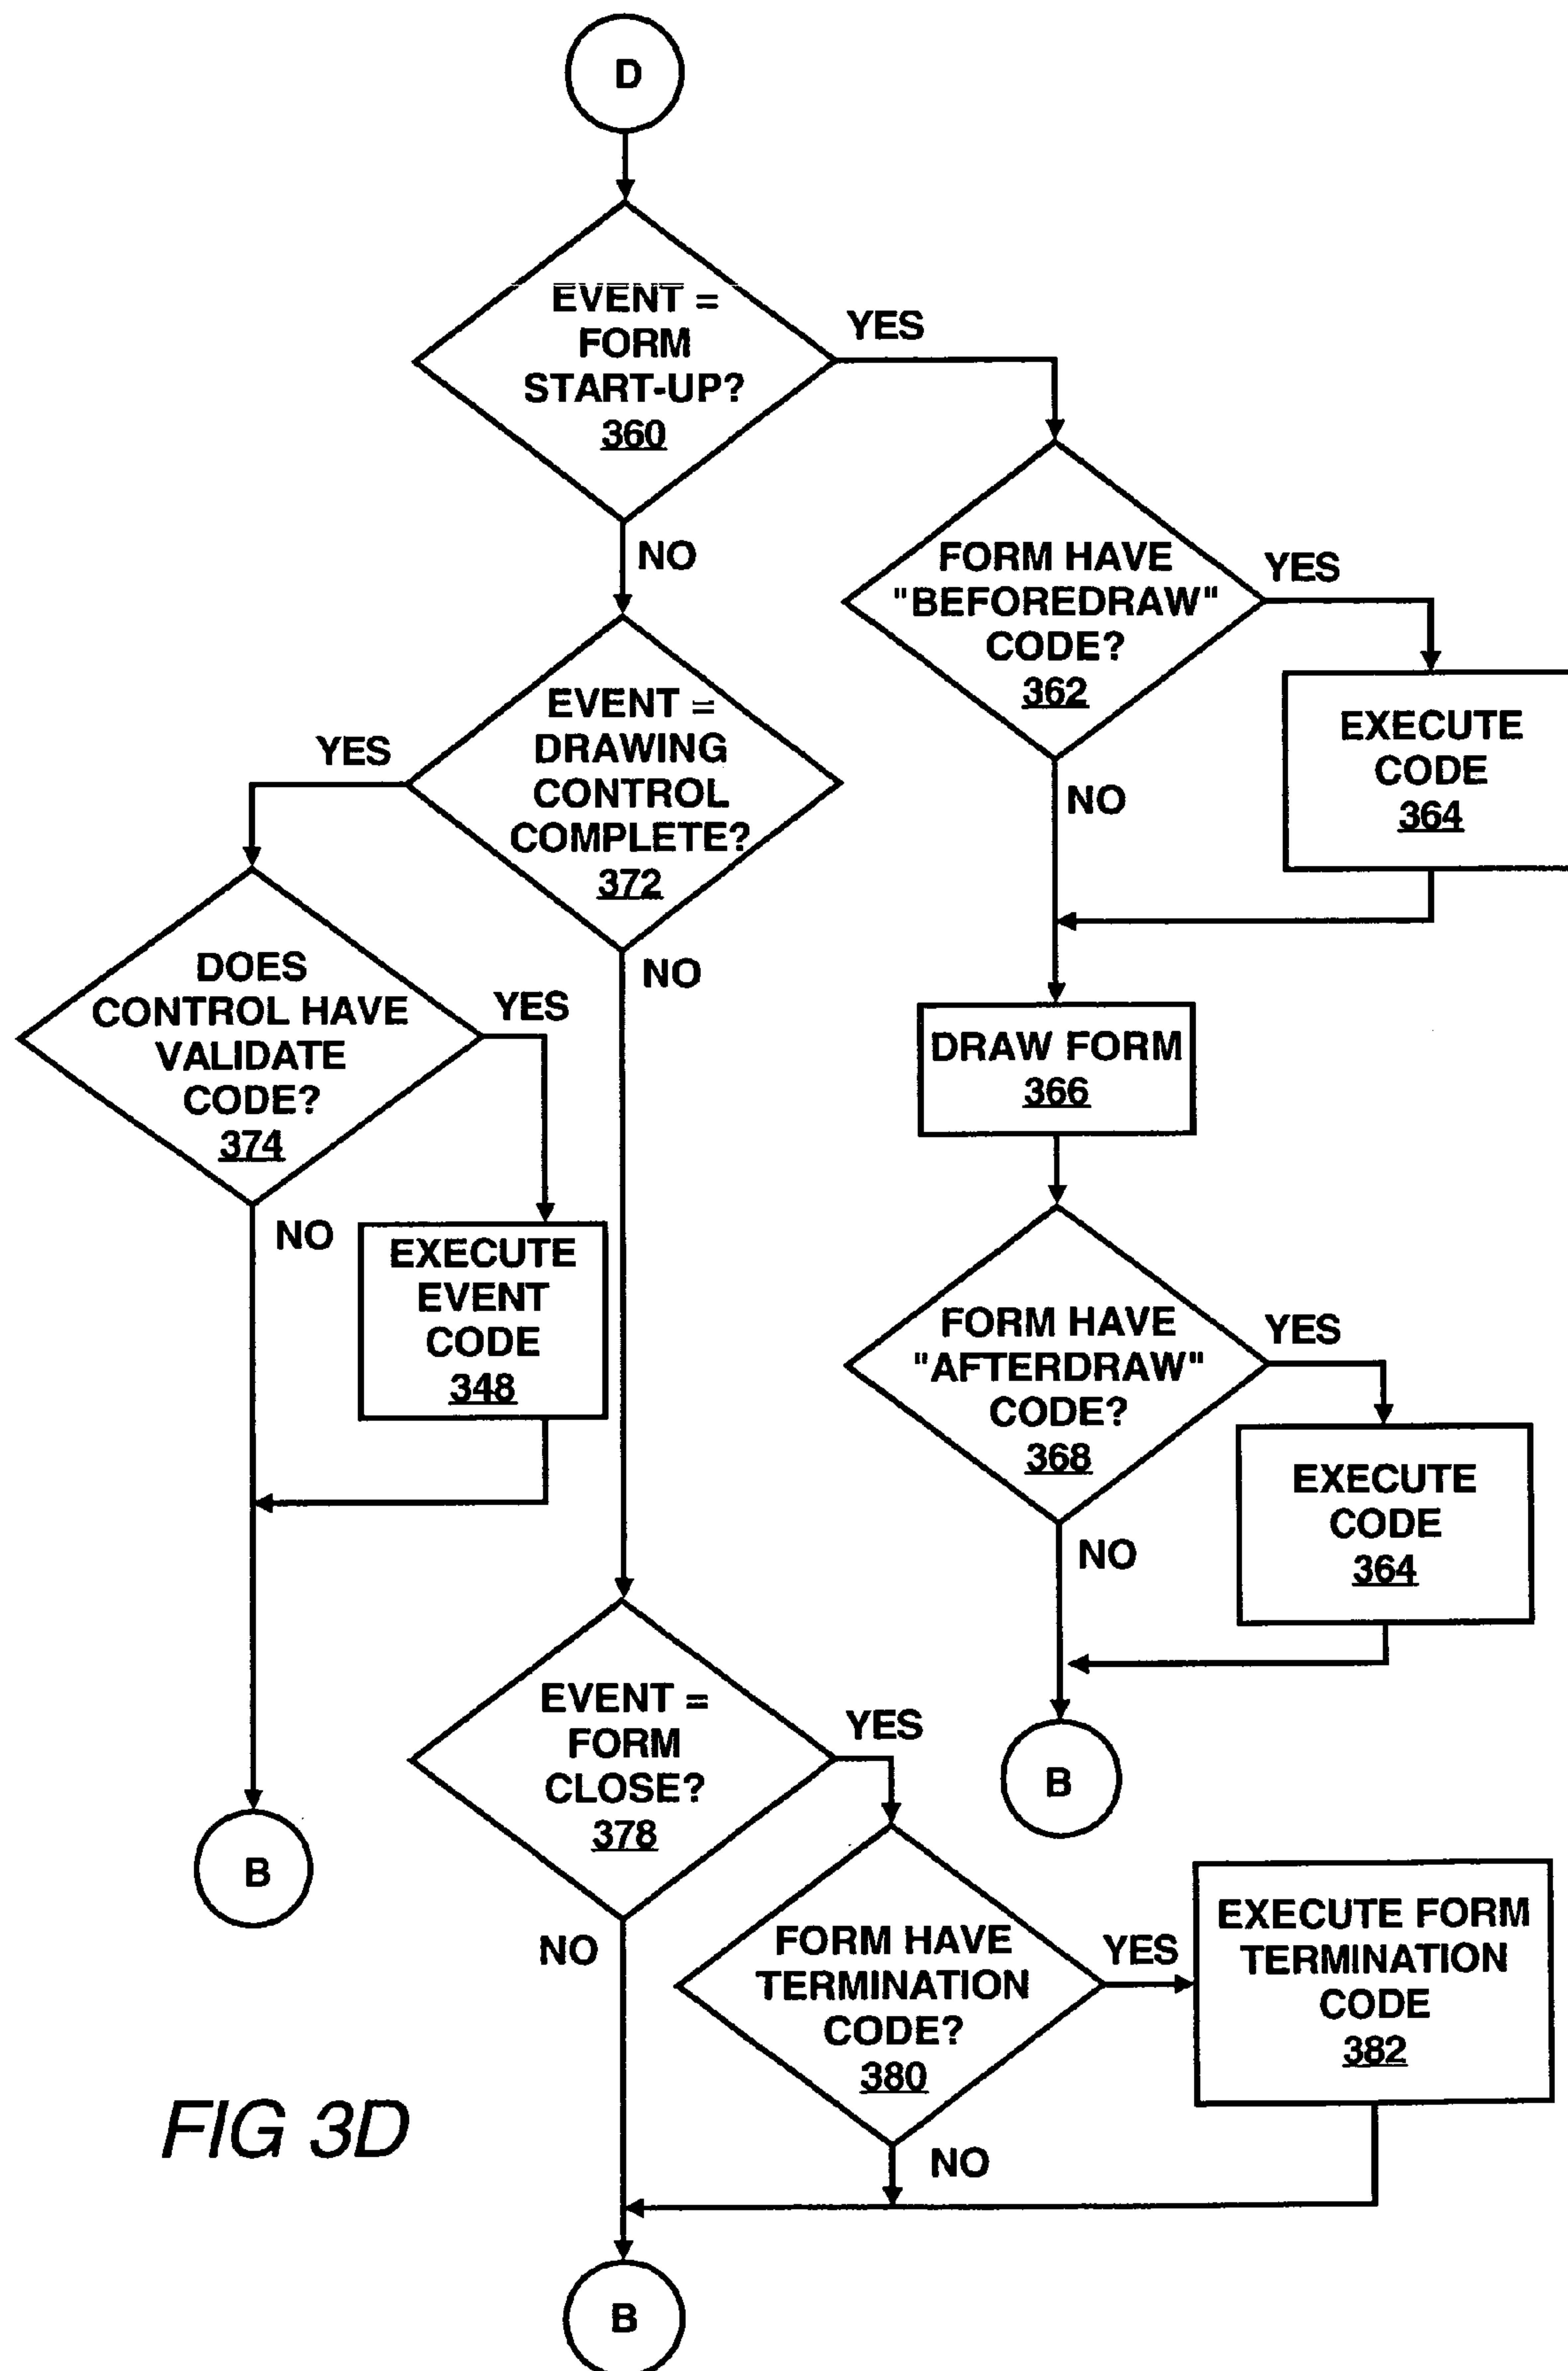 D
EVENT =
FORM
START-UP?
360
YES
NO
FORM HAVE
"BEFOREDRAW"
CODE?
362
YES
NO
EXECUTE
CODE
364
EVENT =
DRAWING
CONTROL
COMPLETE?
372
YES
NO
DOES
CONTROL HAVE
VALIDATE
CODE?
374
YES
NO
EXECUTE
EVENT
CODE
348
DRAW FORM
366
FORM HAVE
"AFTERDRAW"
CODE?
368
YES
NO
EXECUTE
CODE
364
B
B
EVENT =
FORM
CLOSE?
378
YES
NO
FORM HAVE
TERMINATION
CODE?
380
YES
NO
EXECUTE FORM
TERMINATION
CODE
382
B
FIG 3D